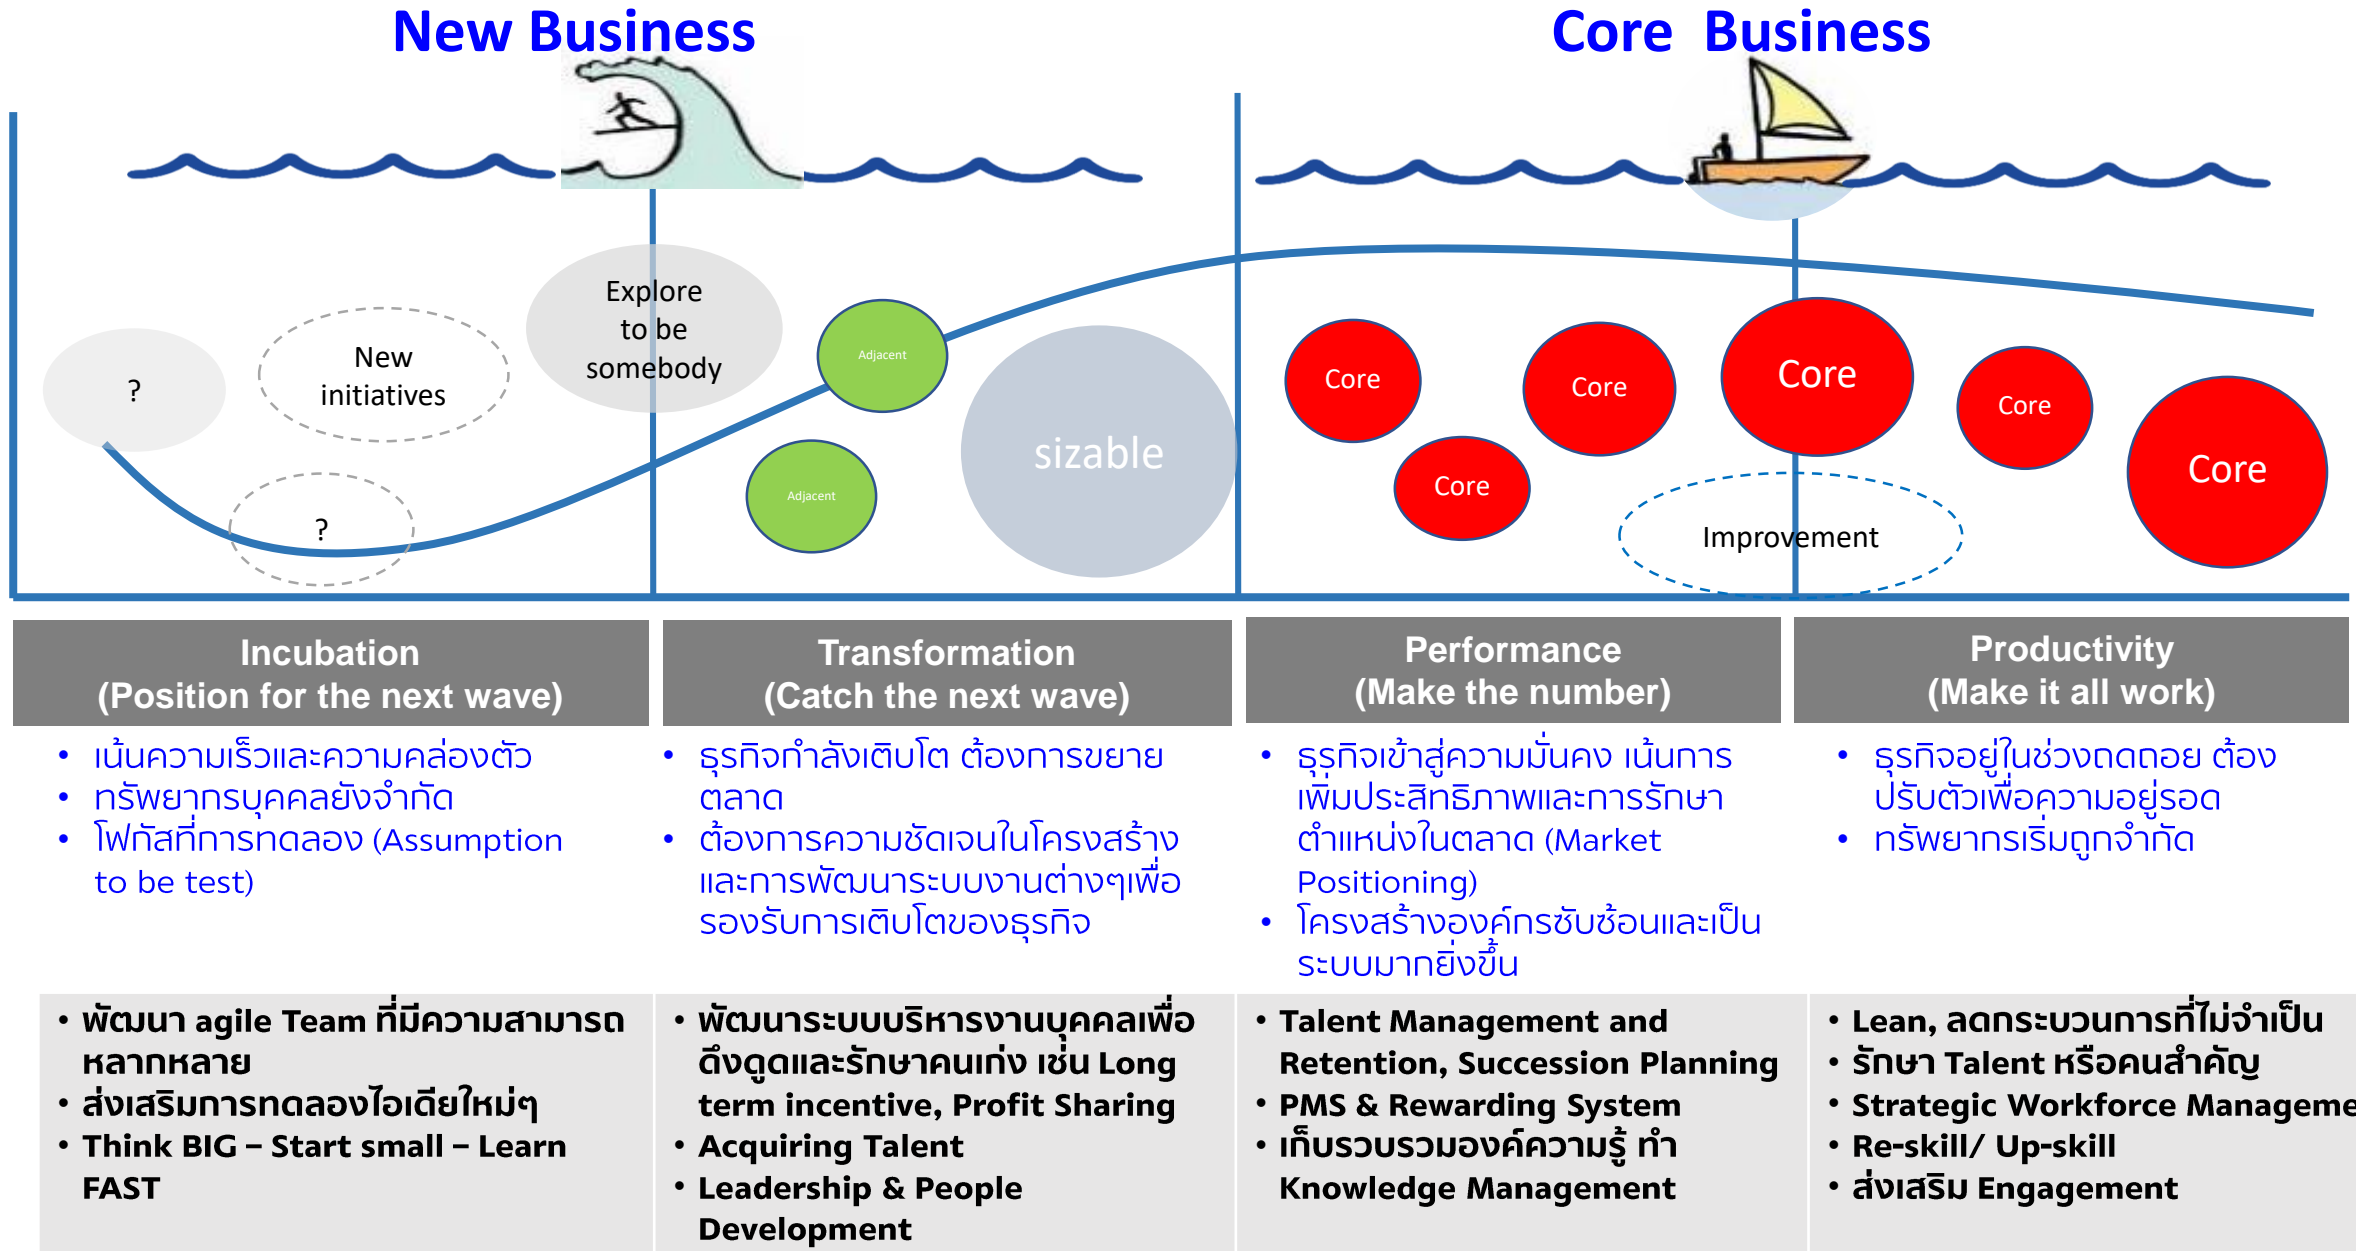 New Business
Core Business
Explore
to be
somebody
New
initiatives
?
?
Adjacent
Adjacent
sizable
Core
Core
Core
Core
Core
Core
Improvement
Incubation
(Position for the next wave)
Transformation
(Catch the next wave)
Performance
(Make the number)
Productivity
(Make it all work)
• เน้นความเร็วและความคล่องตัว
• ทรัพยากรบุคคลยังจำกัด
• โฟกัสที่การทดลอง (Assumption
to be test)
• ธุรกิจกำลังเติบโต ต้องการขยาย
ตลาด
• ต้องการความชัดเจนในโครงสร้าง
และการพัฒนาระบบงานต่างๆเพื่อ
รองรับการเติบโตของธุรกิจ
• ธุรกิจเข้าสู่ความมั่นคง เน้นการ
เพิ่มประสิทธิภาพและการรักษา
ตำแหน่งในตลาด (Market
Positioning)
• โครงสร้างองค์กรซับซ้อนและเป็น
ระบบมากยิ่งขึ้น
• ธุรกิจอยู่ในช่วงถดถอย ต้อง
ปรับตัวเพื่อความอยู่รอด
• ทรัพยากรเริ่มถูกจำกัด
• พัฒนา agile Team ที่มีความสามารถ
หลากหลาย
• ส่งเสริมการทดลองไอเดียใหม่ๆ
• Think BIG – Start small – Learn
FAST
• พัฒนาระบบบริหารงานบุคคลเพื่อ
ดึงดูดและรักษาคนเก่ง เช่น Long
term incentive, Profit Sharing
• Acquiring Talent
• Leadership & People
Development
• Talent Management and
Retention, Succession Planning
• PMS & Rewarding System
• เก็บรวบรวมองค์ความรู้ ทำ
Knowledge Management
• Lean, ลดกระบวนการที่ไม่จำเป็น
• รักษา Talent หรือคนสำคัญ
• Strategic Workforce Manageme
• Re-skill/ Up-skill
• ส่งเสริม Engagement